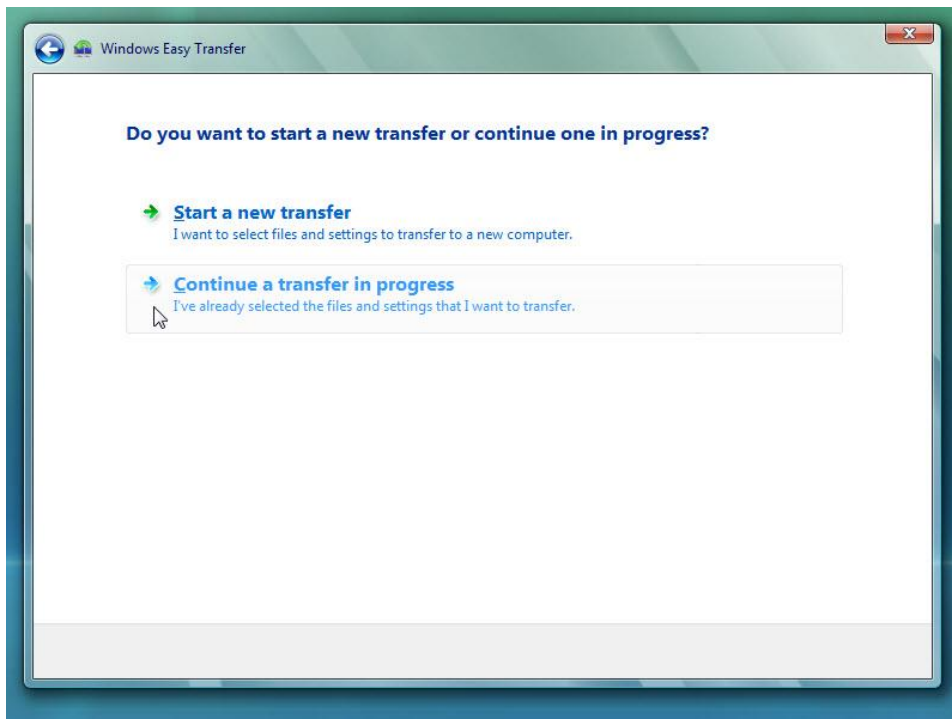 Windows Easy Transfer
Do you want to start a new transfer or continue one in progress?
Start a new transfer
I want to select files and settings to transfer to a new computer.
Continue a transfer in progress
I've already selected the files and settings that I want to transfer.